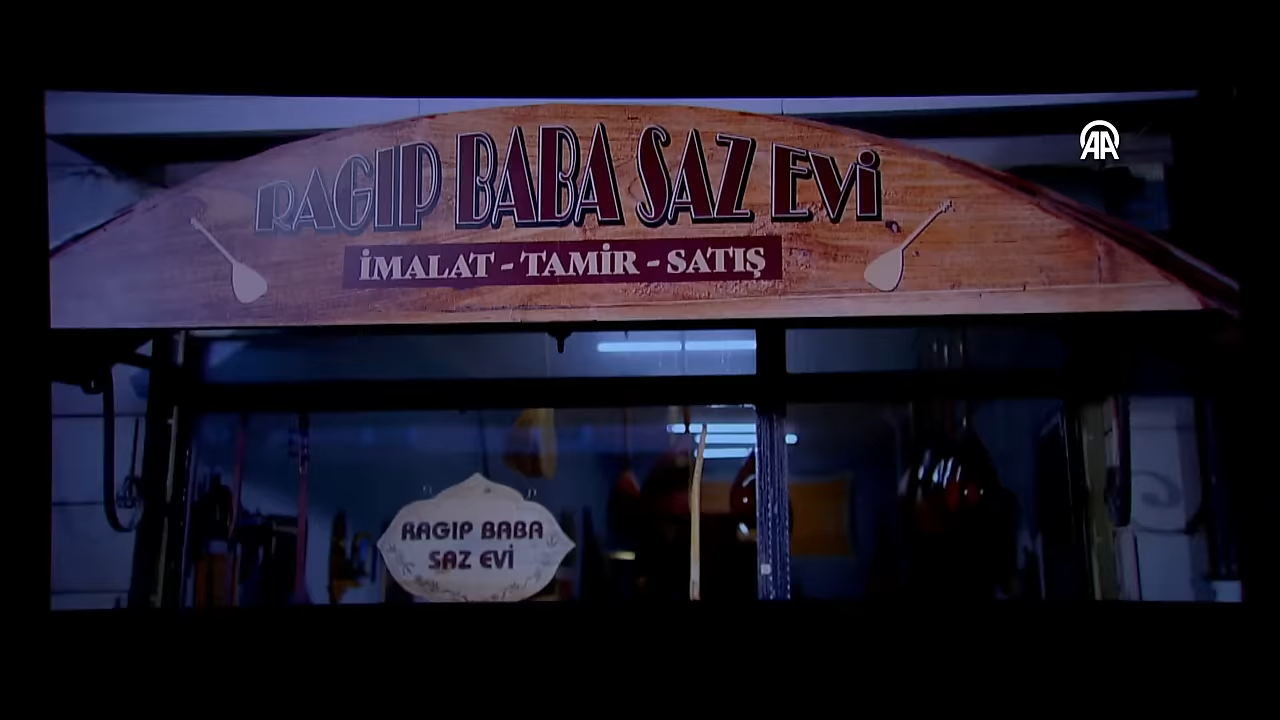 AA
RAGIP BABA SAZ EVİ
İMALAT - TAMİR - SATIŞ
RAGIP BABA
SAZ EVİ